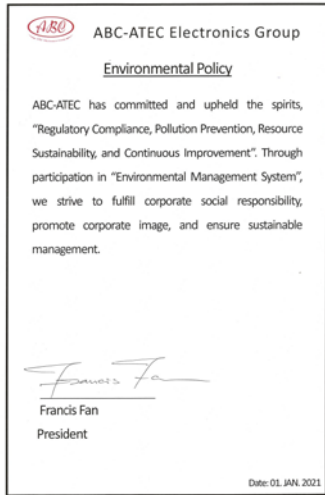 ABC
ABC-ATEC Electronics Group
Environmental Policy
ABC-ATEC has committed and upheld the spirits,
“Regulatory Compliance, Pollution Prevention, Resource
Sustainability, and Continuous Improvement”. Through
participation in “Environmental Management System”,
we strive to fulfill corporate social responsibility,
promote corporate image, and ensure sustainable
management.
Francis Fan
Francis Fan
President
Date: 01. JAN. 2021